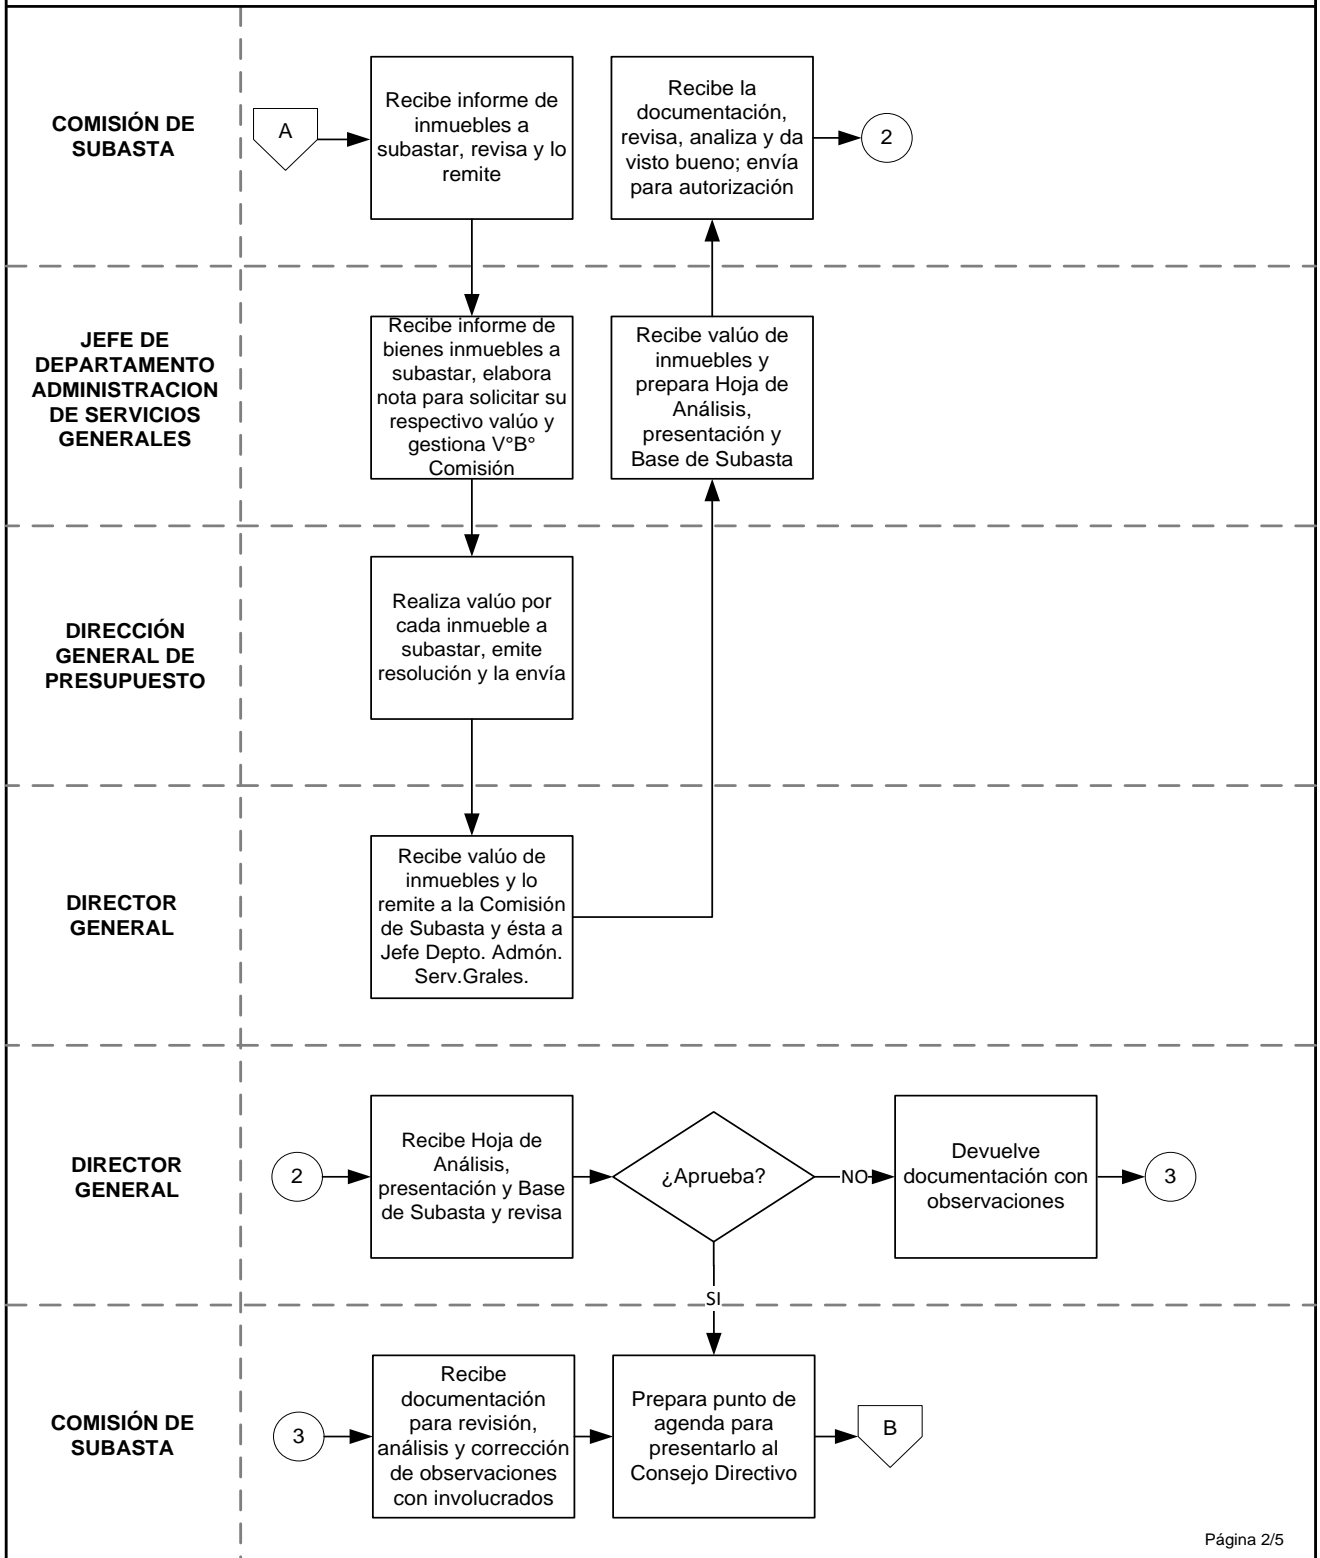 COMISIÓN DE
SUBASTA
A
Recibe informe de
inmuebles a
subastar, revisa y lo
remite
Recibe la
documentación,
revisa, analiza y da
visto bueno; envía
para autorización
2
JEFE DE
DEPARTAMENTO
ADMINISTRACION
DE SERVICIOS
GENERALES
Recibe informe de
bienes inmuebles a
subastar, elabora
nota para solicitar su
respectivo valúo y
gestiona V°B°
Comisión
Recibe valúo de
inmuebles y
prepara Hoja de
Análisis,
presentación y
Base de Subasta
DIRECCIÓN
GENERAL DE
PRESUPUESTO
Realiza valúo por
cada inmueble a
subastar, emite
resolución y la envía
DIRECTOR
GENERAL
Recibe valúo de
inmuebles y lo
remite a la Comisión
de Subasta y ésta a
Jefe Depto. Admón.
Serv.Grales.
DIRECTOR
GENERAL
2
Recibe Hoja de
Análisis,
presentación y Base
de Subasta y revisa
¿Aprueba?
NO
Devuelve
documentación con
observaciones
3
SI
COMISIÓN DE
SUBASTA
3
Recibe
documentación
para revisión,
análisis y corrección
de observaciones
con involucrados
Prepara punto de
agenda para
presentarlo al
Consejo Directivo
B
Página 2/5